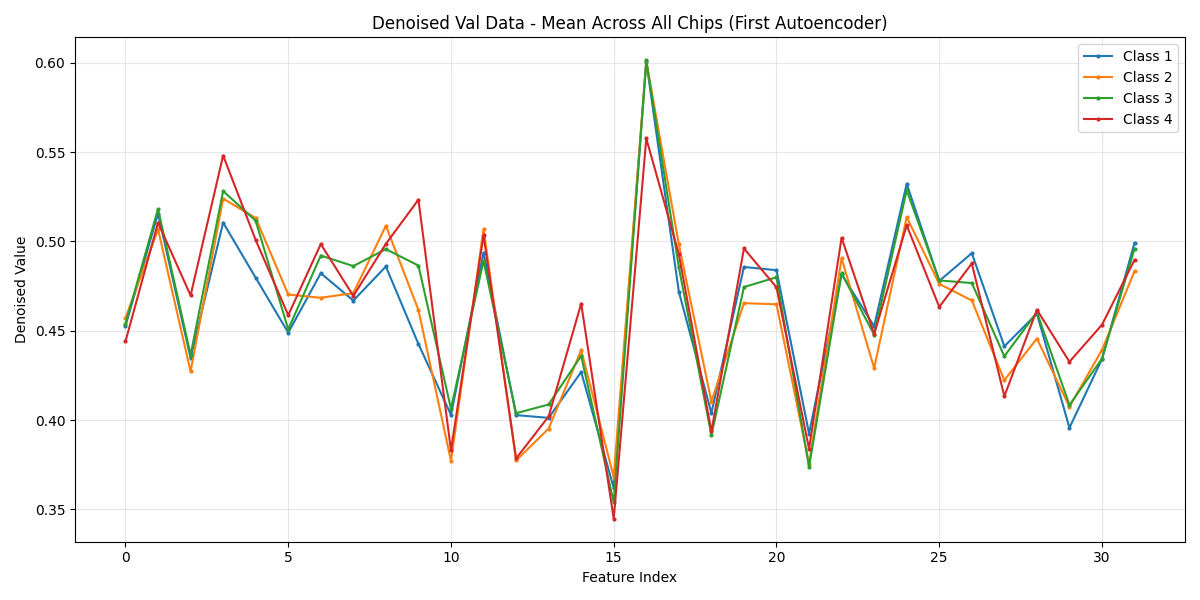 Denoised Val Data - Mean Across All Chips (First Autoencoder)
Class 1
Class 2
Class 3
Class 4
Denoised Value
0.60
0.55
0.50
0.45
0.40
0.35
0 5 10 15 20 25 30
Feature Index